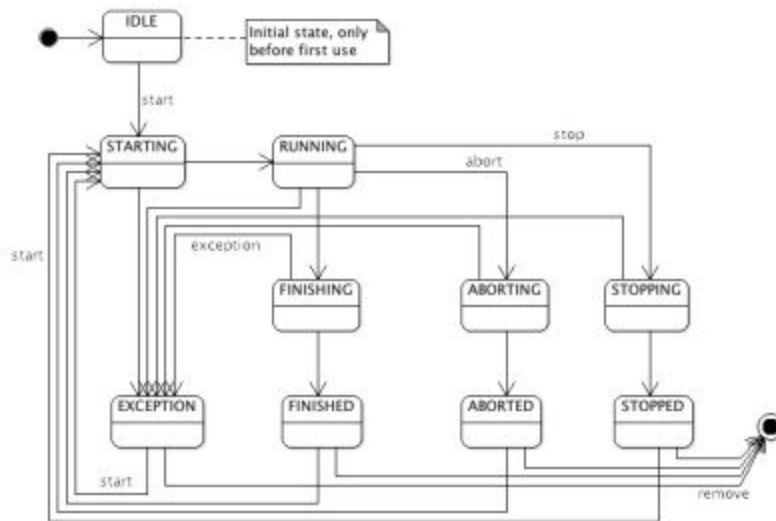 IDLE
Initial state, only
before first use
start
STARTING
RUNNING
stop
abort
start
exception
FINISHING
ABORTING
STOPPING
EXCEPTION
FINISHED
ABORTED
STOPPED
start
remove